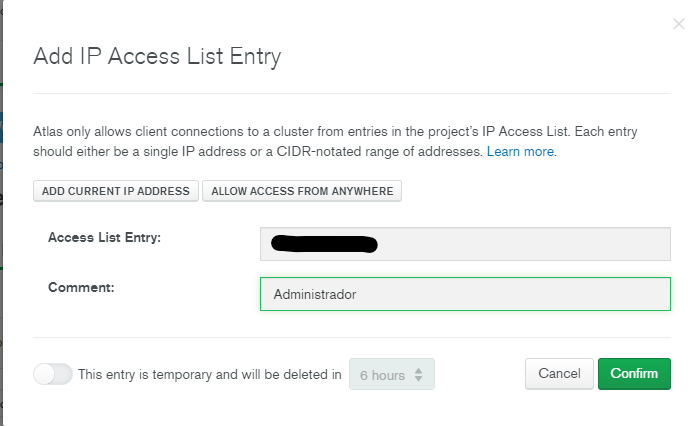 Add IP Access List Entry
Atlas only allows client connections to a cluster from entries in the project's IP Access List. Each entry
should either be a single IP address or a CIDR-notated range of addresses. Learn more.
ADD CURRENT IP ADDRESS ALLOW ACCESS FROM ANYWHERE
Access List Entry:
Comment: Administrador
This entry is temporary and will be deleted in 6 hours Cancel Confirm